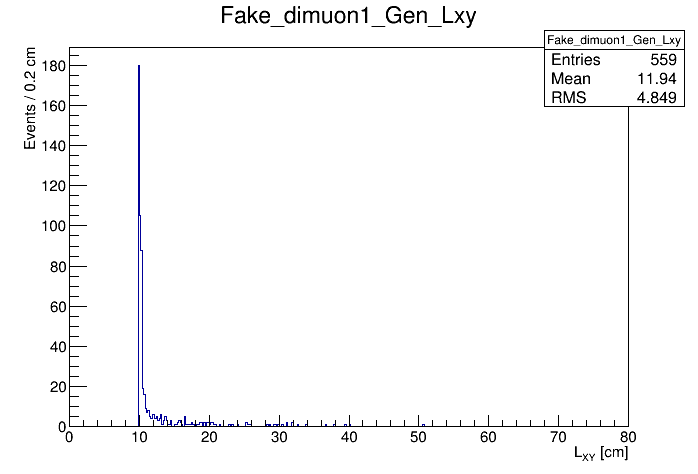 Fake_dimuon1_Gen_Lxy
Fake_dimuon1_Gen_Lxy
Entries 559
Mean 11.94
RMS 4.849
Events / 0.2 cm
180
160
140
120
100
80
60
40
20
0
0 10 20 30 40 50 60 70 80
L_XY [cm]